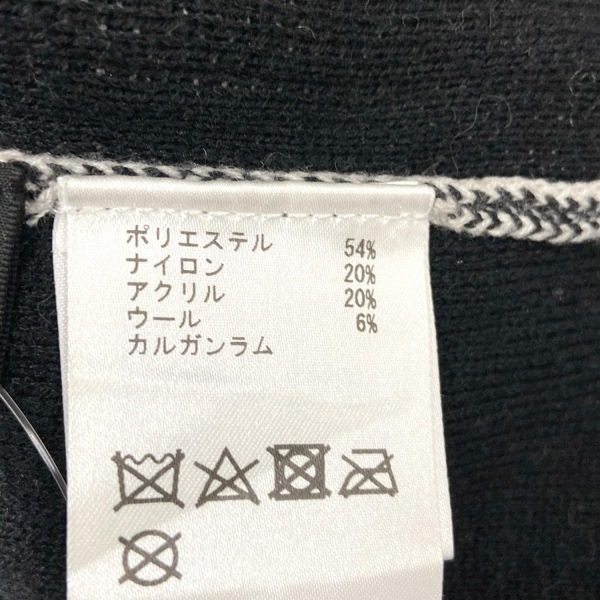 ポリエステル 54%
ナイロン 20%
アクリル 20%
ウール 6%
カルガンラム